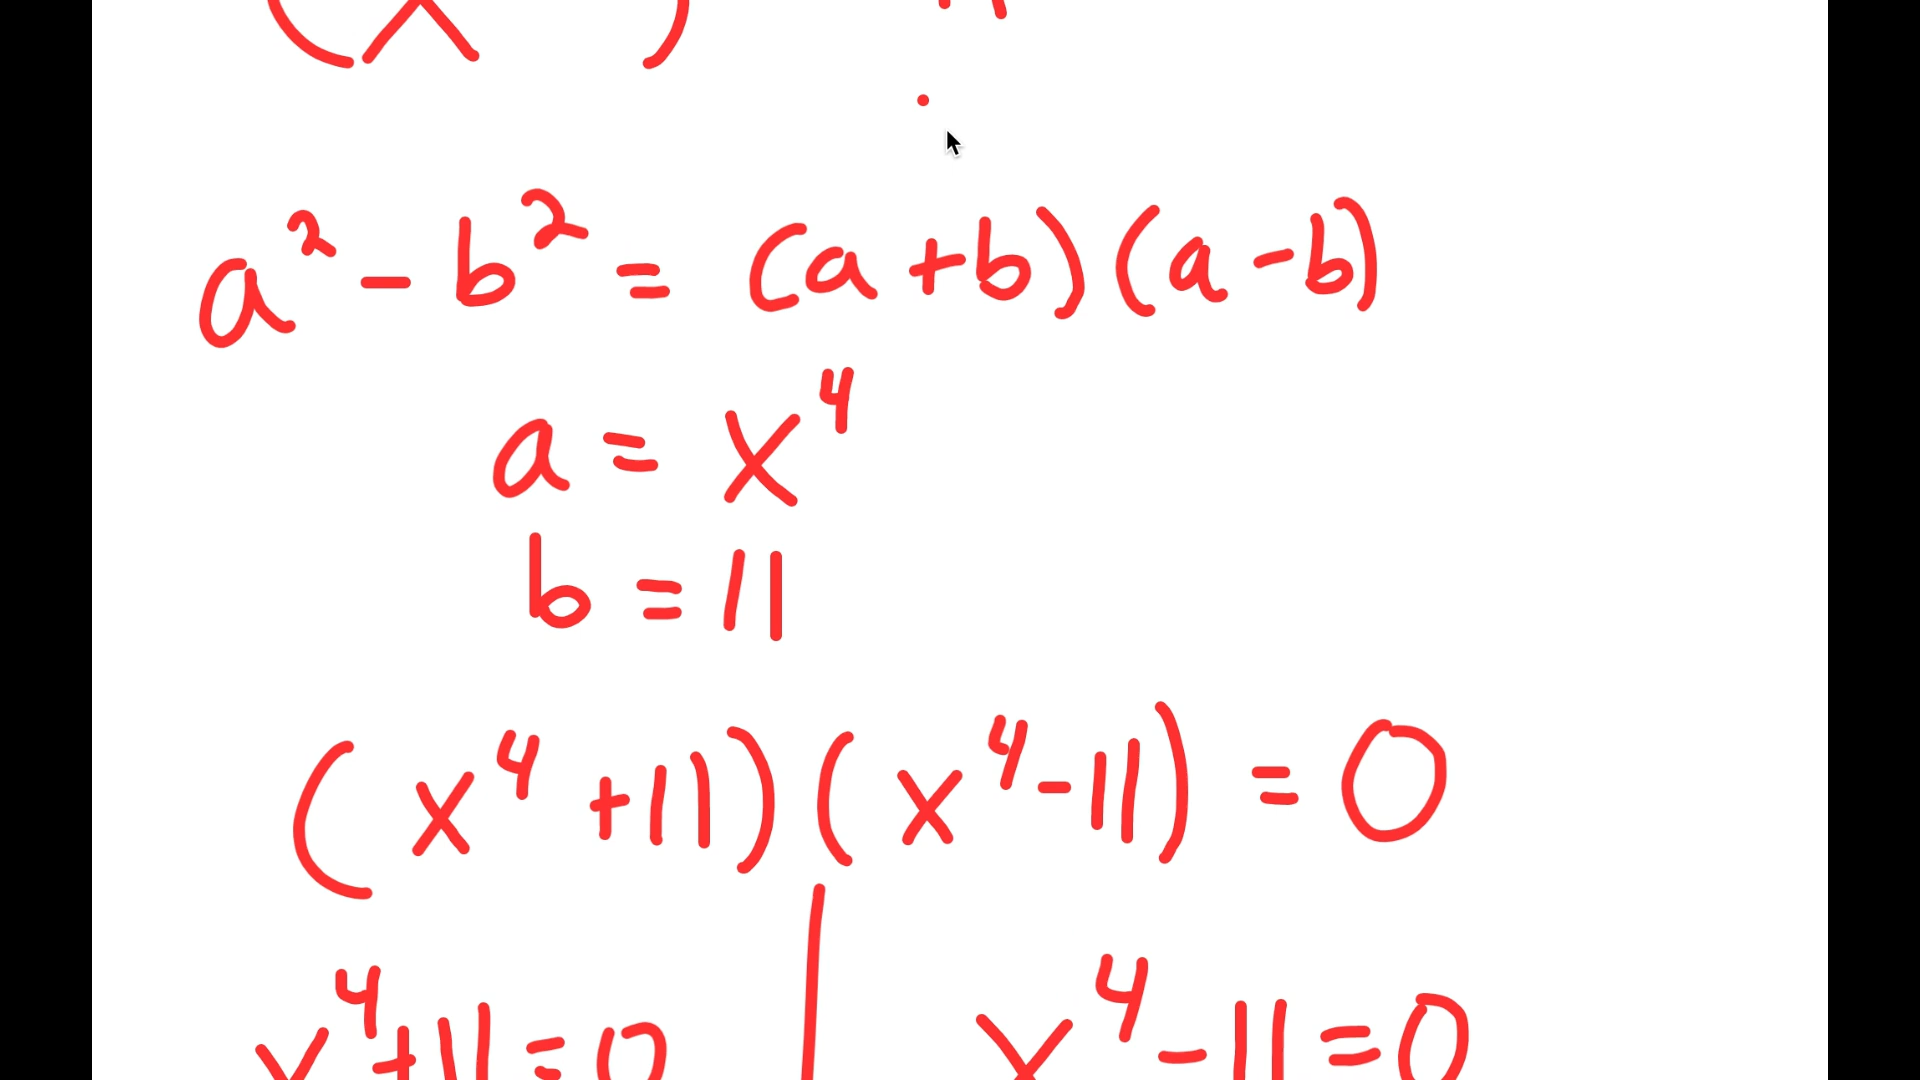 (x )
a² - b² = (a+b)(a-b)
a = x⁴
b = 11
(x⁴+11)(x⁴-11) = 0
x⁴+11=0 | x⁴-11=0